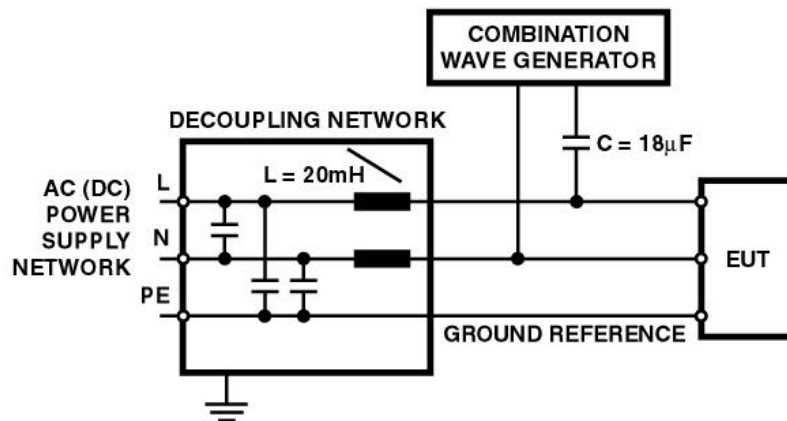 COMBINATION
WAVE GENERATOR
DECOUPLING NETWORK
C = 18µF
L = 20mH
AC (DC)
POWER
SUPPLY
NETWORK
L
N
PE
EUT
GROUND REFERENCE